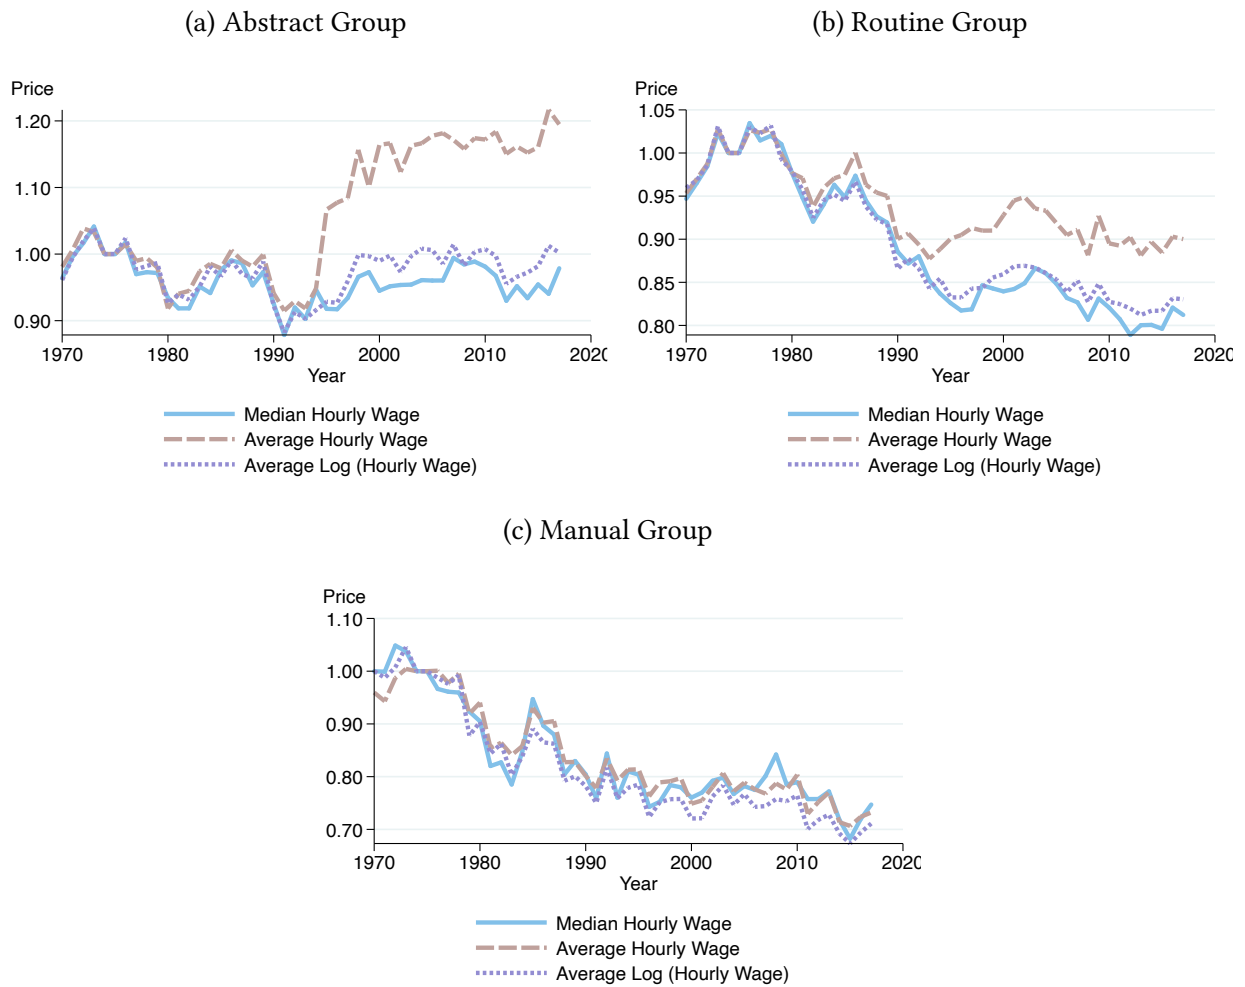 (a) Abstract Group
Price
1.20
1.10
1.00
0.90
1970 1980 1990 2000 2010 2020
Year
Median Hourly Wage
Average Hourly Wage
Average Log (Hourly Wage)
(b) Routine Group
Price
1.05
1.00
0.95
0.90
0.85
0.80
1970 1980 1990 2000 2010 2020
Year
Median Hourly Wage
Average Hourly Wage
Average Log (Hourly Wage)
(c) Manual Group
Price
1.10
1.00
0.90
0.80
0.70
1970 1980 1990 2000 2010 2020
Year
Median Hourly Wage
Average Hourly Wage
Average Log (Hourly Wage)